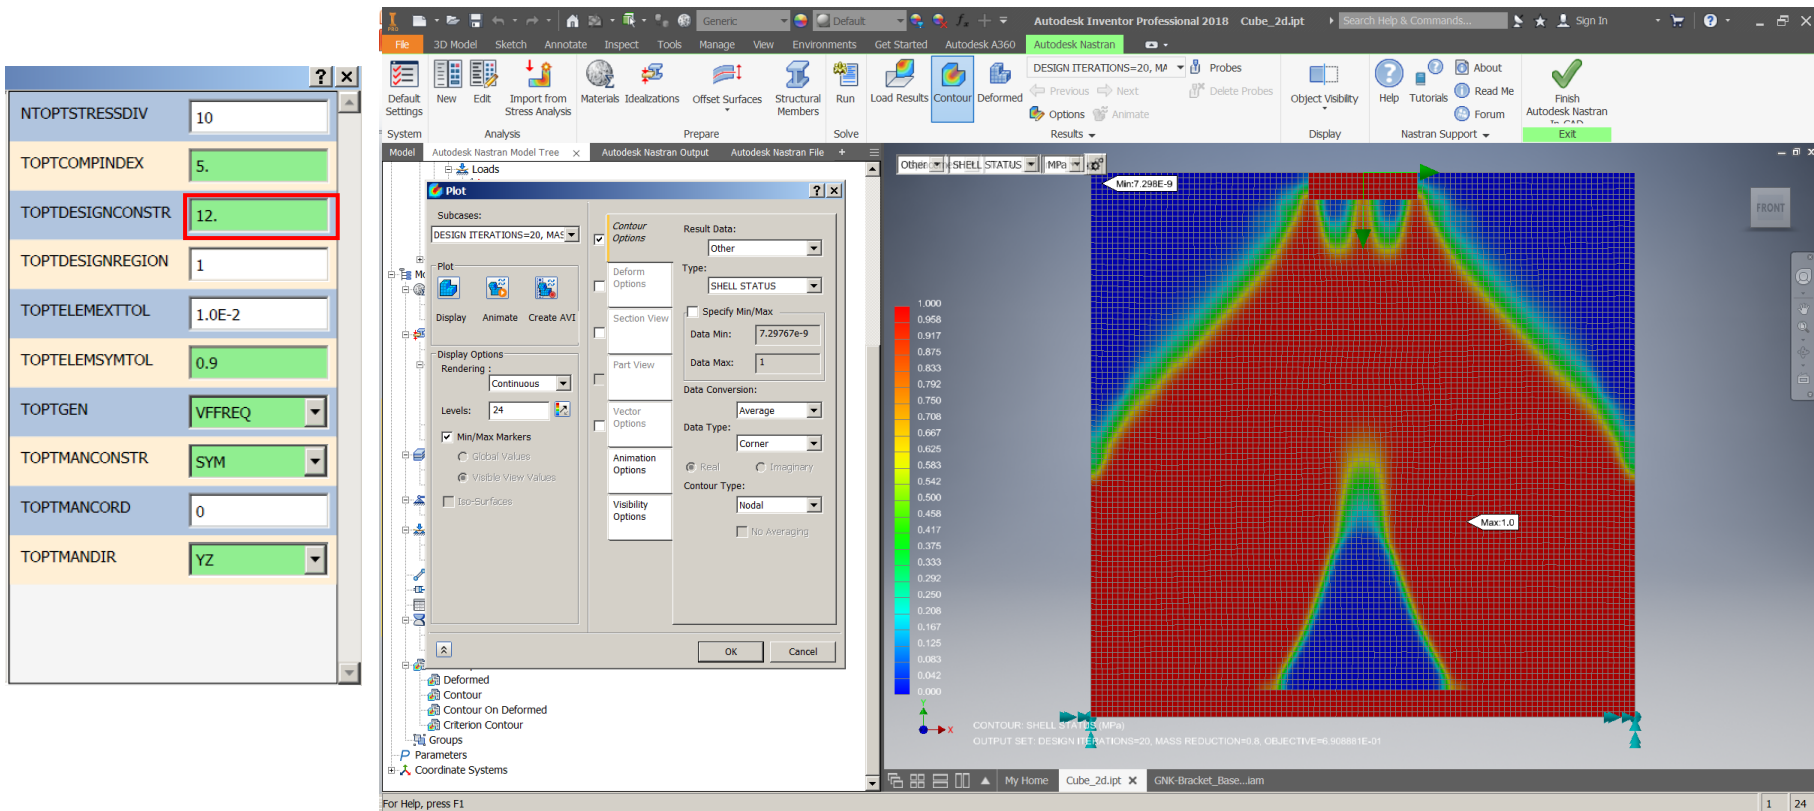 ? ×
NTOPTSTRESSDIV 10
TOPTCOMPINDEX 5.
TOPTDESIGNCONSTR 12.
TOPTDESIGNREGION 1
TOPTELEMEXTTOL 1.0E-2
TOPTELEMSYMTOL 0.9
TOPTGEN VFFREQ
TOPTMANCONSTR SYM
TOPTMANCORD 0
TOPTMANDIR YZ
PRO
Generic Default Autodesk Inventor Professional 2018 Cube_2d.ipt Search Help & Commands... Sign In
File 3D Model Sketch Annotate Inspect Tools Manage View Environments Get Started Autodesk A360 Autodesk Nastran
Default Settings
New Edit Import from Stress Analysis
Materials Idealizations Offset Surfaces Structural Members
Run
Load Results Contour Deformed
DESIGN ITERATIONS=20, MA
Probes
Previous Next Delete Probes
Options Animate
Object Visibility
Help Tutorials
About
Read Me
Forum
Finish
Autodesk Nastran
In-CAD
System Analysis Prepare Solve Results Display Nastran Support Exit
Model Autodesk Nastran Model Tree × Autodesk Nastran Output Autodesk Nastran File +
Loads
Plot ? ×
Subcases:
DESIGN ITERATIONS=20, MAS
Plot
Display Animate Create AVI
Display Options
Rendering :
Continuous
Levels: 24
Min/Max Markers
Global Values
Visible View Values
Iso-Surfaces
Contour Options
Deform Options
Section View
Part View
Vector Options
Animation Options
Visibility Options
Result Data:
Other
Type:
SHELL STATUS
Specify Min/Max
Data Min: 7.29767e-9
Data Max: 1
Data Conversion:
Average
Data Type:
Corner
Real Imaginary
Contour Type:
Nodal
No Averaging
OK Cancel
Mo
Deformed
Contour
Contour On Deformed
Criterion Contour
Groups
Parameters
Coordinate Systems
Other SHELL STATUS MPa
Min:7.298E-9
FRONT
Max:1.0
1.000
0.958
0.917
0.875
0.833
0.792
0.750
0.708
0.667
0.625
0.583
0.542
0.500
0.458
0.417
0.375
0.333
0.292
0.250
0.208
0.167
0.125
0.083
0.042
0.000
Y
X
CONTOUR: SHELL STATUS (MPa)
OUTPUT SET: DESIGN ITERATIONS=20, MASS REDUCTION=0.8, OBJECTIVE=6.908881E-01
My Home Cube_2d.ipt × GNK-Bracket_Base...iam
For Help, press F1
1 24